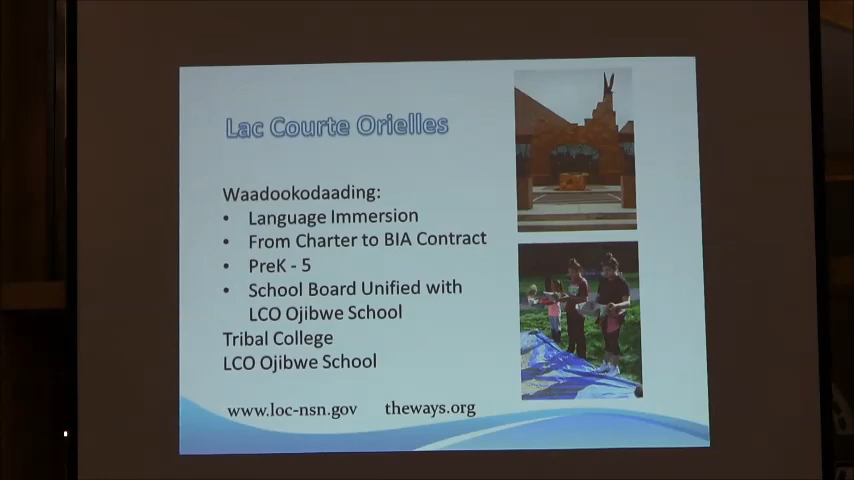 Lac Courte Orielles
Waadookodaading:
• Language Immersion
• From Charter to BIA Contract
• PreK - 5
• School Board Unified with
LCO Ojibwe School
Tribal College
LCO Ojibwe School
www.loc-nsn.gov theways.org